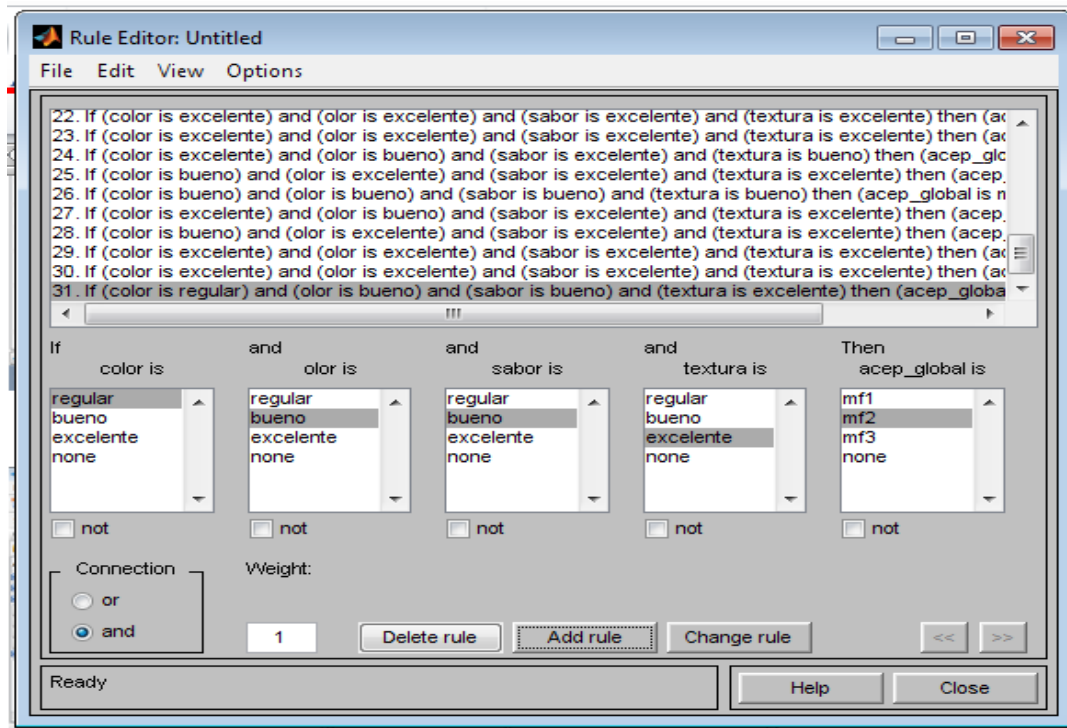 Rule Editor: Untitled
File Edit View Options
22. If (color is excelente) and (olor is excelente) and (sabor is excelente) and (textura is excelente) then (ac
23. If (color is excelente) and (olor is excelente) and (sabor is excelente) and (textura is excelente) then (ac
24. If (color is excelente) and (olor is bueno) and (sabor is excelente) and (textura is bueno) then (acep_glo
25. If (color is bueno) and (olor is excelente) and (sabor is excelente) and (textura is excelente) then (acep_
26. If (color is bueno) and (olor is bueno) and (sabor is bueno) and (textura is bueno) then (acep_global is m
27. If (color is excelente) and (olor is bueno) and (sabor is excelente) and (textura is excelente) then (acep_
28. If (color is bueno) and (olor is excelente) and (sabor is excelente) and (textura is excelente) then (acep_
29. If (color is excelente) and (olor is excelente) and (sabor is excelente) and (textura is excelente) then (ac
30. If (color is excelente) and (olor is excelente) and (sabor is excelente) and (textura is excelente) then (ac
31. If (color is regular) and (olor is bueno) and (sabor is bueno) and (textura is excelente) then (acep_globa
If and and and Then
color is olor is sabor is textura is acep_global is
regular regular regular regular mf1
bueno bueno bueno bueno mf2
excelente excelente excelente excelente mf3
none none none none none
not not not not not
Connection Weight:
or
and 1 Delete rule Add rule Change rule << >>
Ready Help Close